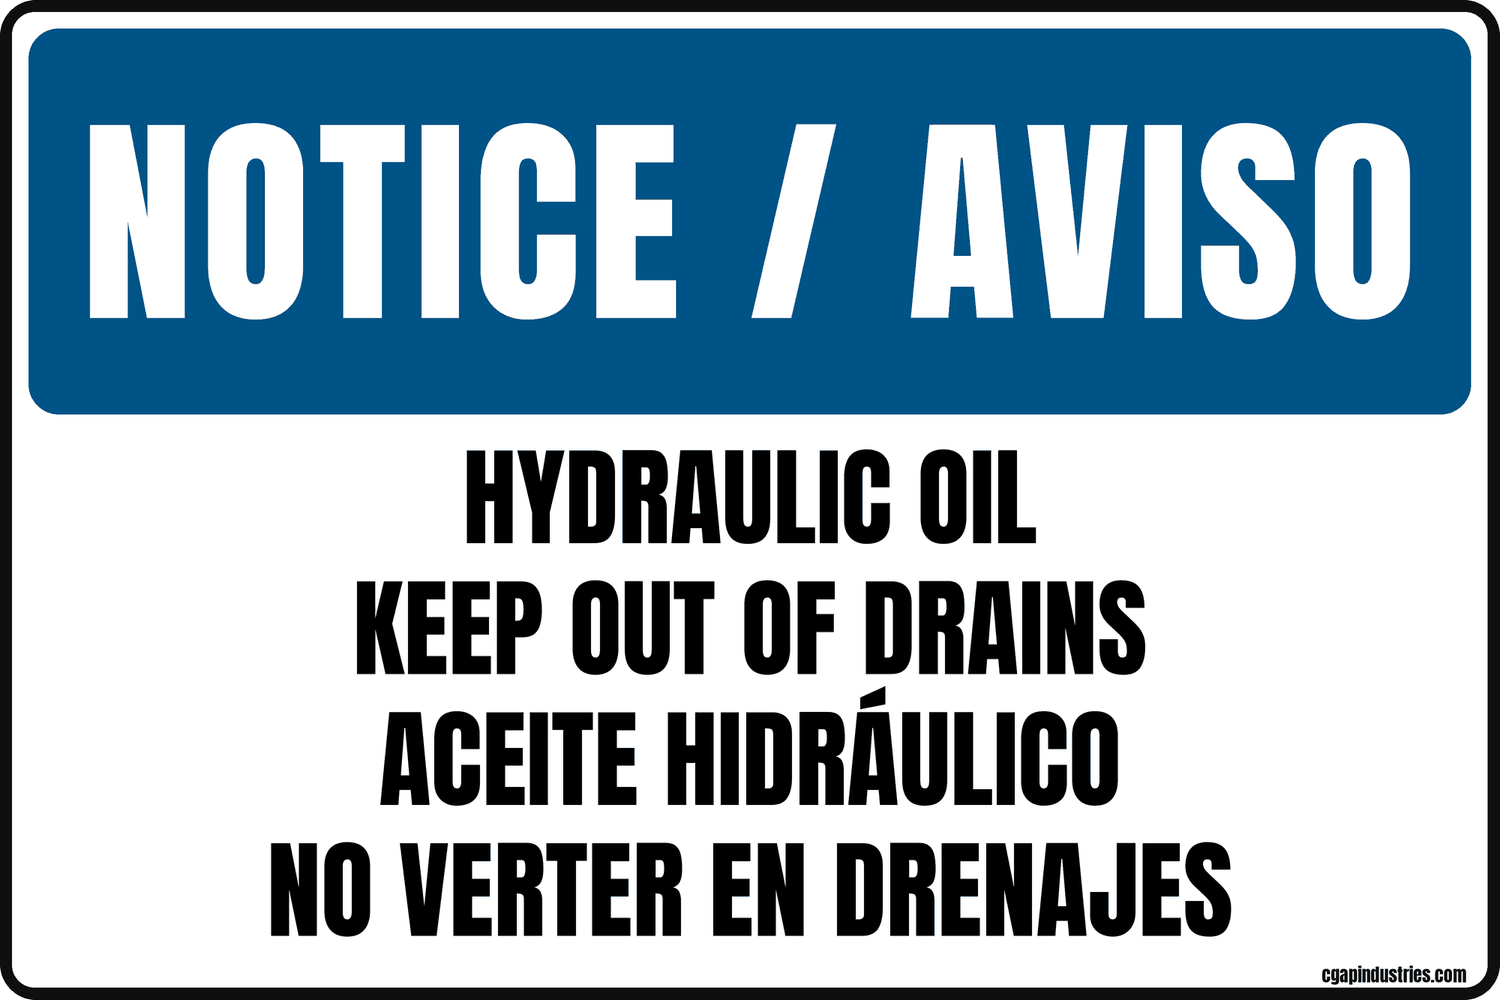 NOTICE / AVISO
HYDRAULIC OIL
KEEP OUT OF DRAINS
ACEITE HIDRÁULICO
NO VERTER EN DRENAJES
cgapindustries.com